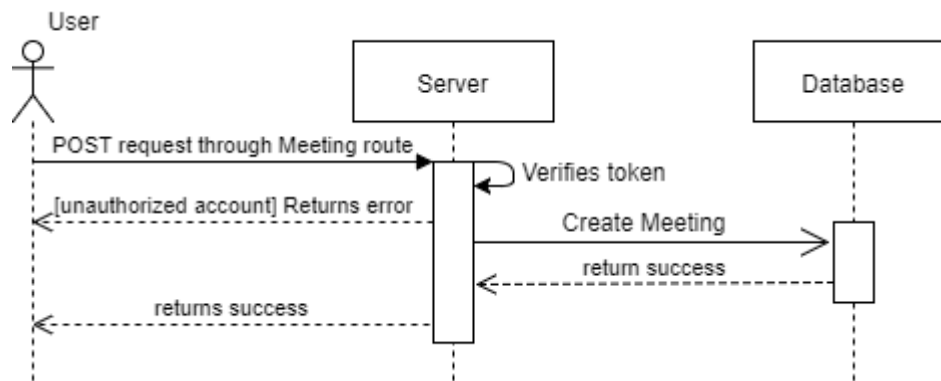 User
Server
Database
POST request through Meeting route
Verifies token
[unauthorized account] Returns error
Create Meeting
return success
returns success